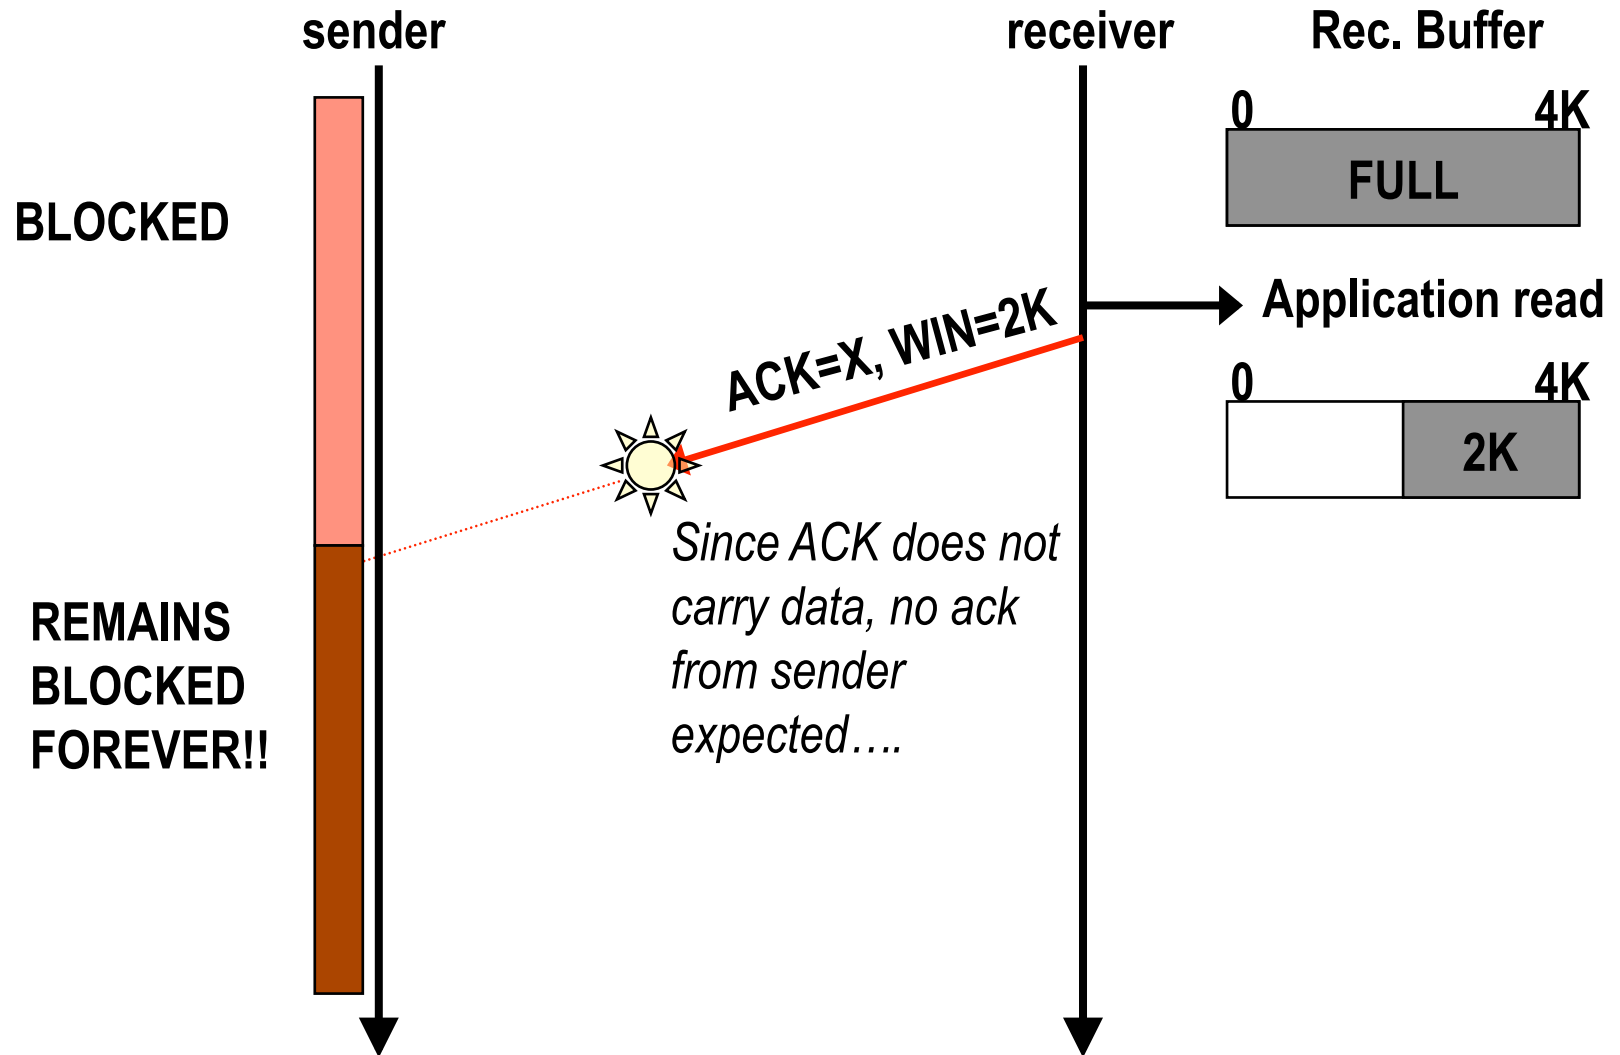 sender
receiver
Rec. Buffer
0
4K
FULL
BLOCKED
Application read
ACK=X, WIN=2K
0
4K
2K
Since ACK does not
carry data, no ack
from sender
expected....
REMAINS
BLOCKED
FOREVER!!